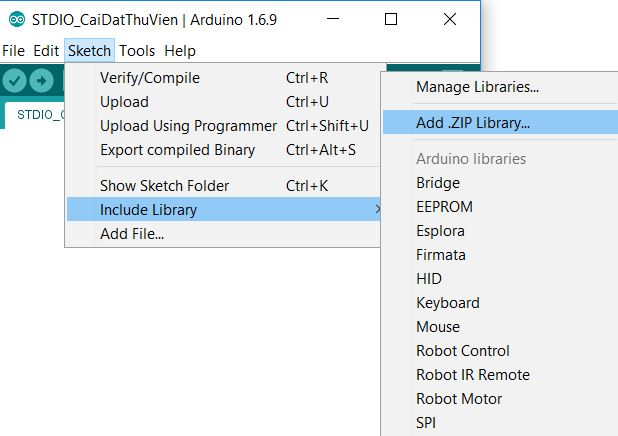 STDIO_CaiDatThuVien | Arduino 1.6.9
File Edit Sketch Tools Help
STDIO_C
Verify/Compile Ctrl+R
Upload Ctrl+U
Upload Using Programmer Ctrl+Shift+U
Export compiled Binary Ctrl+Alt+S
Show Sketch Folder Ctrl+K
Include Library
Add File...
Manage Libraries...
Add .ZIP Library...
Arduino libraries
Bridge
EEPROM
Esplora
Firmata
HID
Keyboard
Mouse
Robot Control
Robot IR Remote
Robot Motor
SPI